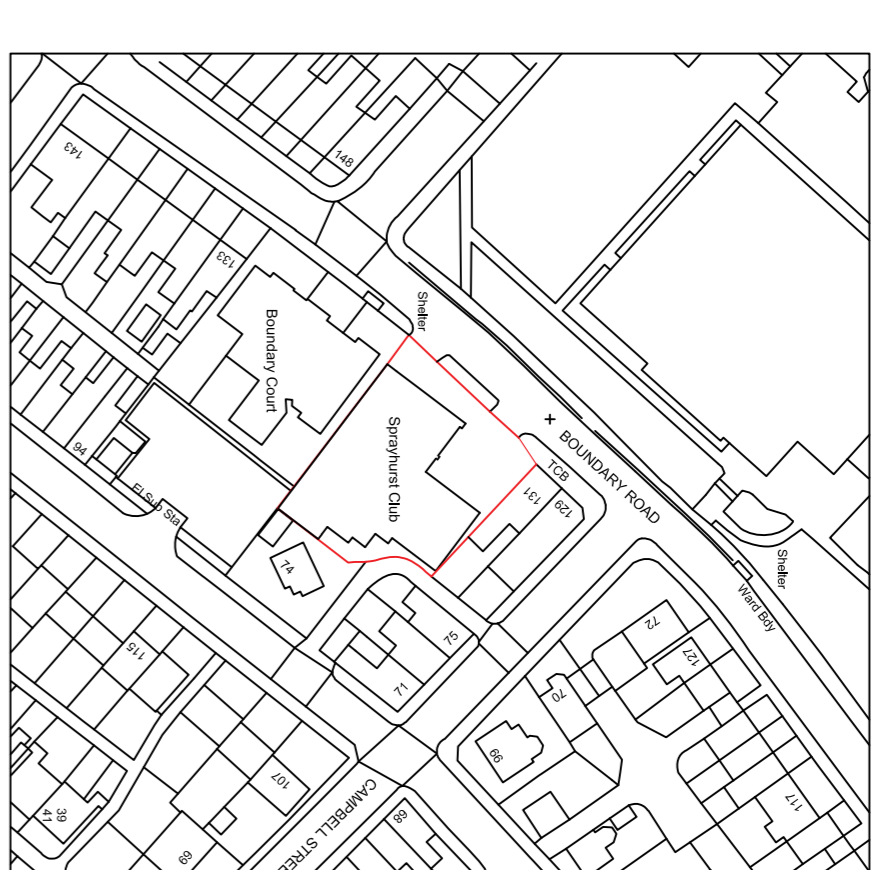 148
143
133
Shelter
Boundary Court
Sprayhurst Club
BOUNDARY ROAD
TCB
131
129
94
El Sub Sta
74
Shelter
Ward Bdy
75
71
72
127
70
66
115
107
117
CAMPBELL STREE
68
39
41
69